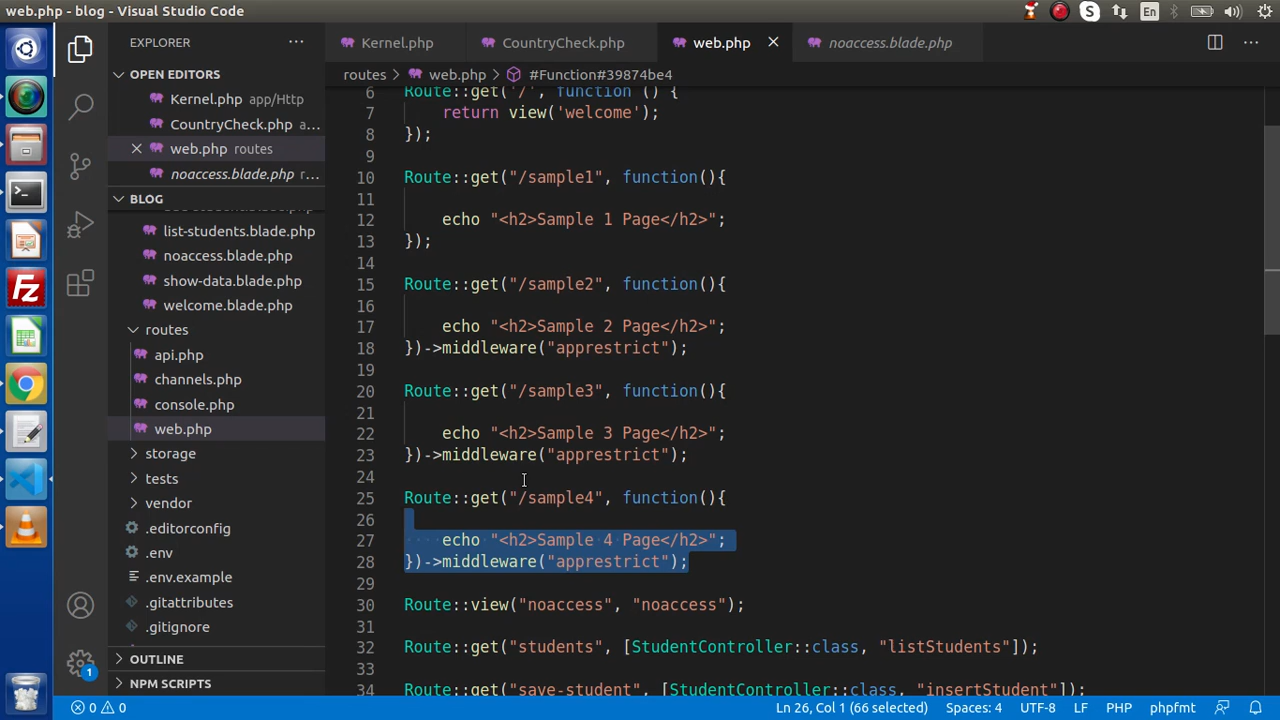 web.php - blog - Visual Studio Code
S
En
EXPLORER
Kernel.php
CountryCheck.php
web.php
noaccess.blade.php
OPEN EDITORS
routes > web.php > #Function#39874be4
Kernel.php app/Http
CountryCheck.php a...
web.php routes
noaccess.blade.php r...
BLOG
list-students.blade.php
noaccess.blade.php
show-data.blade.php
welcome.blade.php
routes
api.php
channels.php
console.php
web.php
storage
tests
vendor
.editorconfig
.env
.env.example
.gitattributes
.gitignore
OUTLINE
NPM SCRIPTS
1
6 Route::get('/', function () {
7 return view('welcome');
8 });
9
10 Route::get("/sample1", function(){
11
12 echo "<h2>Sample 1 Page</h2>";
13 });
14
15 Route::get("/sample2", function(){
16
17 echo "<h2>Sample 2 Page</h2>";
18 })->middleware("apprestrict");
19
20 Route::get("/sample3", function(){
21
22 echo "<h2>Sample 3 Page</h2>";
23 })->middleware("apprestrict");
24
25 Route::get("/sample4", function(){
26
27 echo "<h2>Sample 4 Page</h2>";
28 })->middleware("apprestrict");
29
30 Route::view("noaccess", "noaccess");
31
32 Route::get("students", [StudentController::class, "listStudents"]);
33
34 Route::get("save-student", [StudentController::class, "insertStudent"]);
0 0 Ln 26, Col 1 (66 selected) Spaces: 4 UTF-8 LF PHP phpfmt